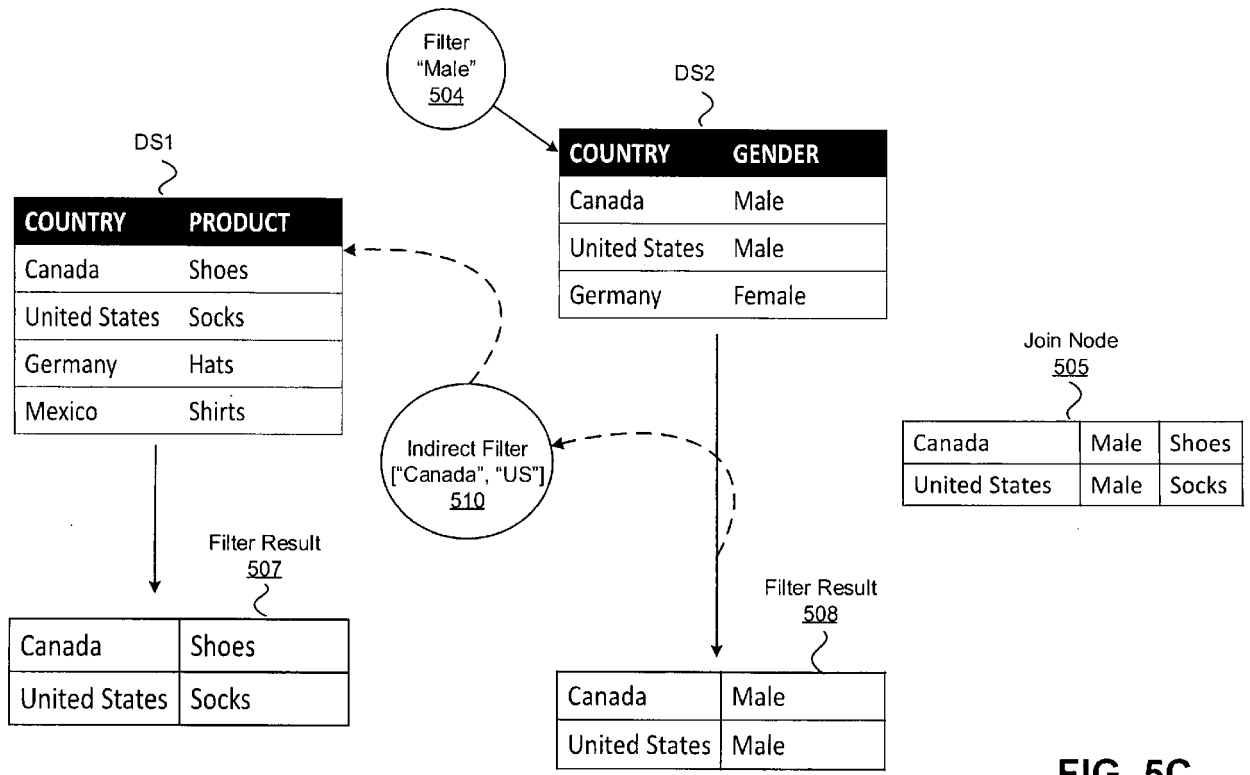 Filter
“Male”
504
DS2
COUNTRY GENDER
Canada Male
United States Male
Germany Female
DS1
COUNTRY PRODUCT
Canada Shoes
United States Socks
Germany Hats
Mexico Shirts
Indirect Filter
[“Canada”, “US”]
510
Join Node
505
Canada Male Shoes
United States Male Socks
Filter Result
507
Canada Shoes
United States Socks
Filter Result
508
Canada Male
United States Male
FIG. 5C